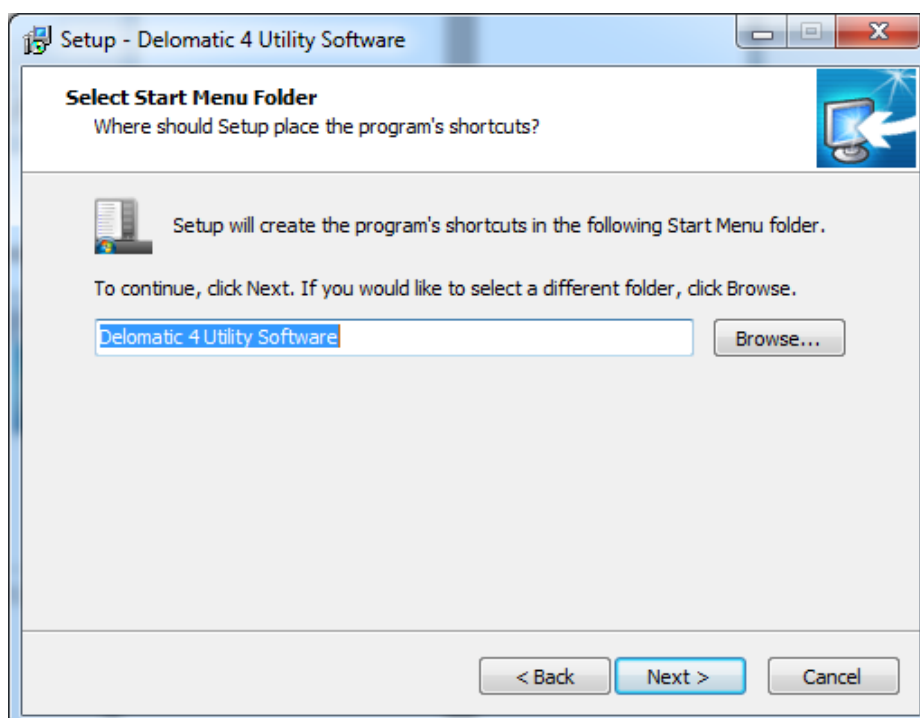 Setup - Delomatic 4 Utility Software
Select Start Menu Folder
Where should Setup place the program's shortcuts?
Setup will create the program's shortcuts in the following Start Menu folder.
To continue, click Next. If you would like to select a different folder, click Browse.
Delomatic 4 Utility Software
Browse...
< Back
Next >
Cancel